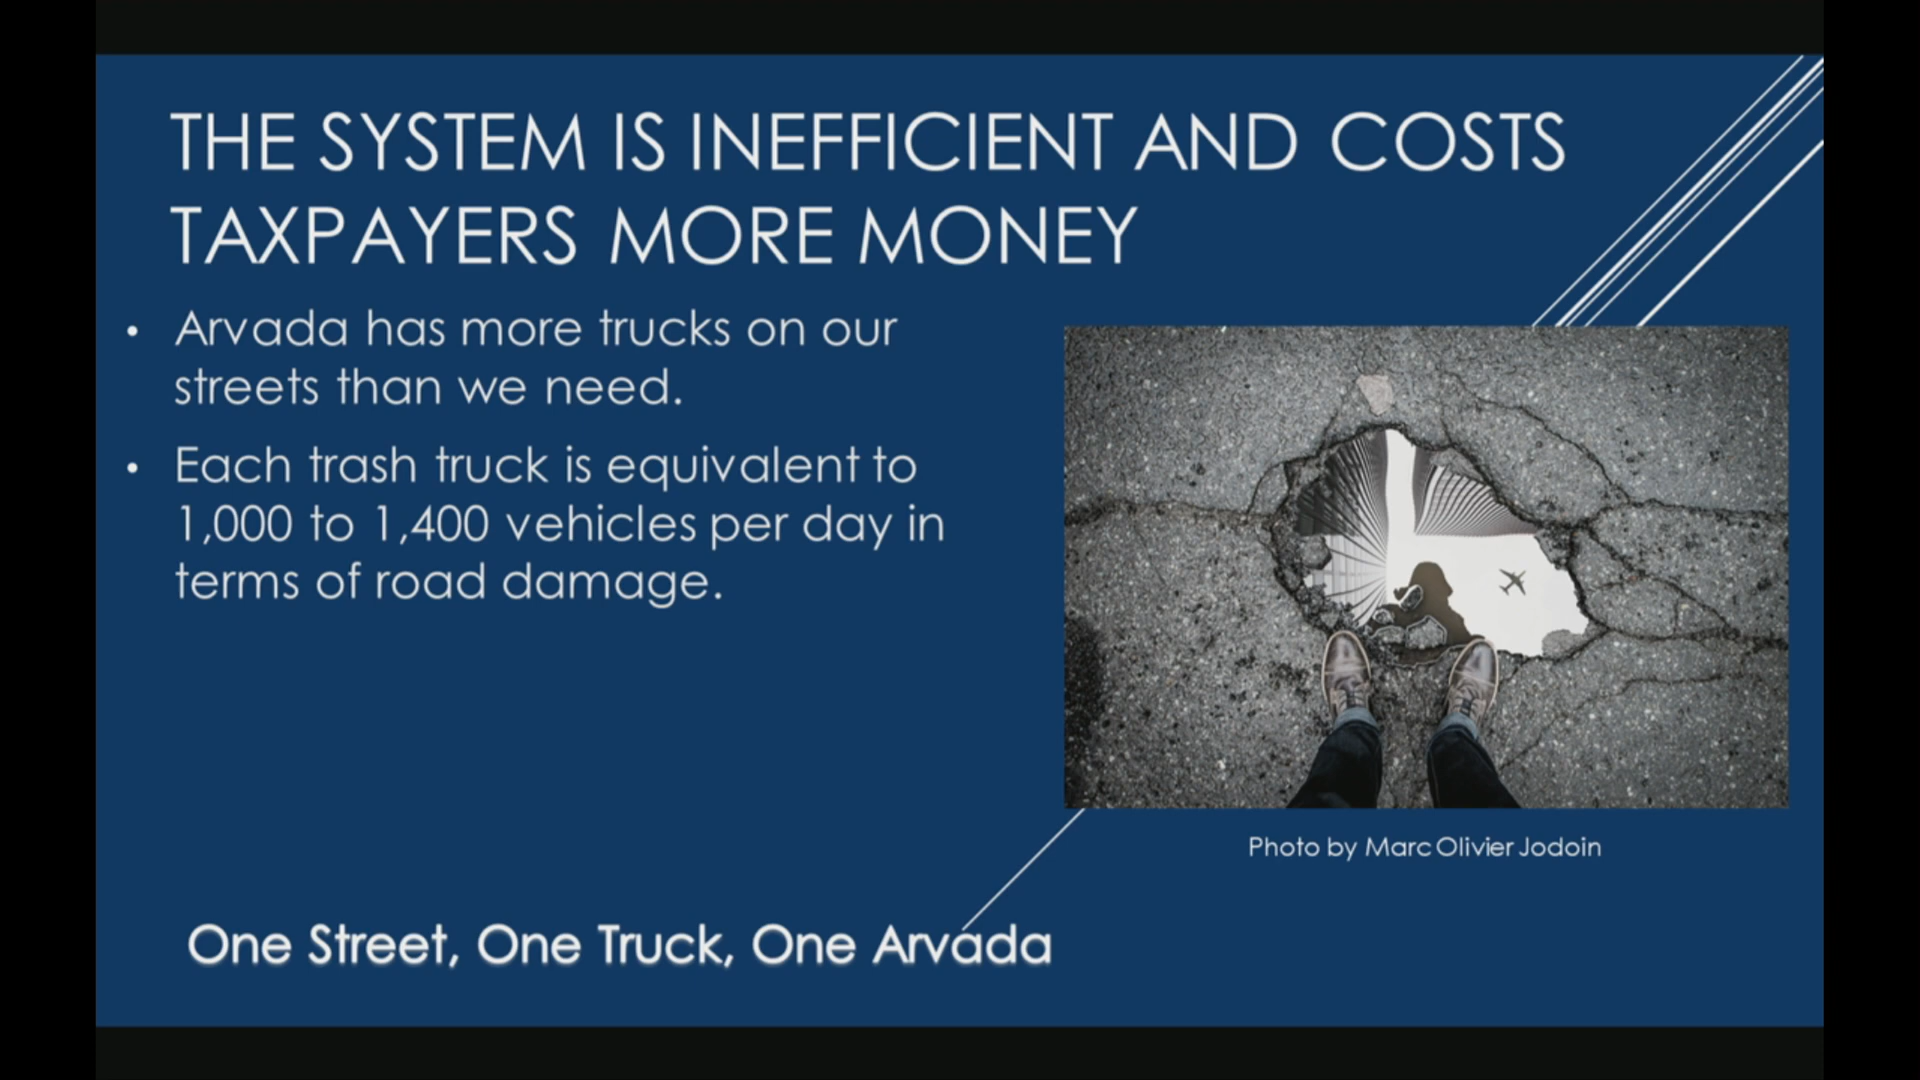 THE SYSTEM IS INEFFICIENT AND COSTS
TAXPAYERS MORE MONEY
• Arvada has more trucks on our
streets than we need.
• Each trash truck is equivalent to
1,000 to 1,400 vehicles per day in
terms of road damage.
Photo by Marc Olivier Jodoin
One Street, One Truck, One Arvada